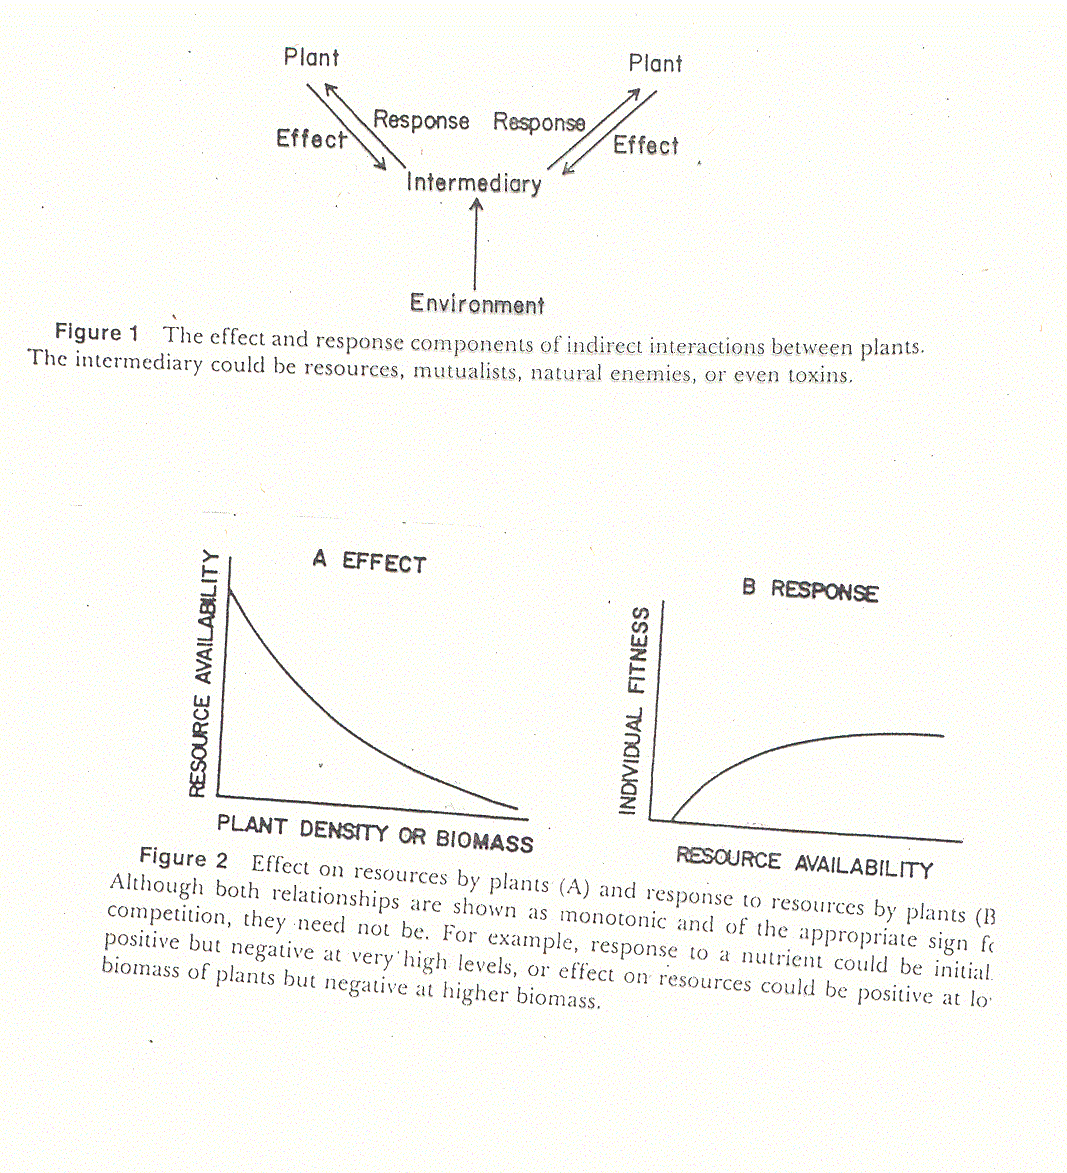 Plant
Plant
Response
Response
Effect
Effect
Intermediary
Environment
Figure 1 The effect and response components of indirect interactions between plants.
The intermediary could be resources, mutualists, natural enemies, or even toxins.
A EFFECT
RESOURCE AVAILABILITY
PLANT DENSITY OR BIOMASS
B RESPONSE
INDIVIDUAL FITNESS
RESOURCE AVAILABILITY
Figure 2 Effect on resources by plants (A) and response to resources by plants (B
Although both relationships are shown as monotonic and of the appropriate sign fo
competition, they need not be. For example, response to a nutrient could be initial
positive but negative at very high levels, or effect on resources could be positive at lo
biomass of plants but negative at higher biomass.